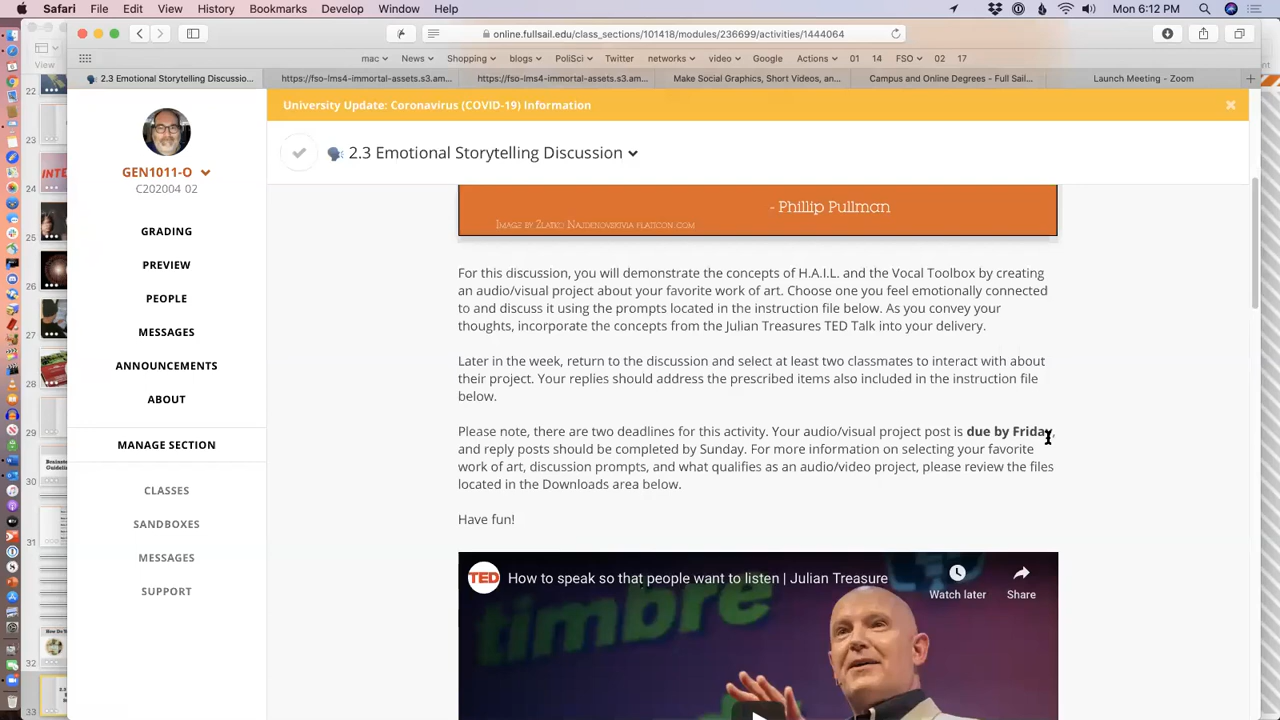 Window Help
6:12 PM
View
online.fullsail.edu/class_sections/101418/modules/236699/activities/1444064
mac News Shopping blogs PoliSci Twitter networks video Google Actions 01 14 FSO 02 17
2.3 Emotional Storytelling Discussio... https://fso-lms4-immortal-assets.s3.am... https://fso-lms4-immortal-assets.s3.am... Make Social Graphics, Short Videos, an... Campus and Online Degrees - Full Sail... Launch Meeting - Zoom
University Update: Coronavirus (COVID-19) Information
2.3 Emotional Storytelling Discussion
GEN1011-O
C202004 02
GRADING
PREVIEW
PEOPLE
MESSAGES
ANNOUNCEMENTS
ABOUT
MANAGE SECTION
CLASSES
SANDBOXES
MESSAGES
SUPPORT
22
23
24
25
26
27
28
29
30
31
32
33
- Phillip Pullman
For this discussion, you will demonstrate the concepts of H.A.I.L. and the Vocal Toolbox by creating
an audio/visual project about your favorite work of art. Choose one you feel emotionally connected
to and discuss it using the prompts located in the instruction file below. As you convey your
thoughts, incorporate the concepts from the Julian Treasures TED Talk into your delivery.
Later in the week, return to the discussion and select at least two classmates to interact with about
their project. Your replies should address the prescribed items also included in the instruction file
below.
Please note, there are two deadlines for this activity. Your audio/visual project post is due by Friday,
and reply posts should be completed by Sunday. For more information on selecting your favorite
work of art, discussion prompts, and what qualifies as an audio/video project, please review the files
located in the Downloads area below.
Have fun!
TED How to speak so that people want to listen | Julian Treasure
Watch later
Share